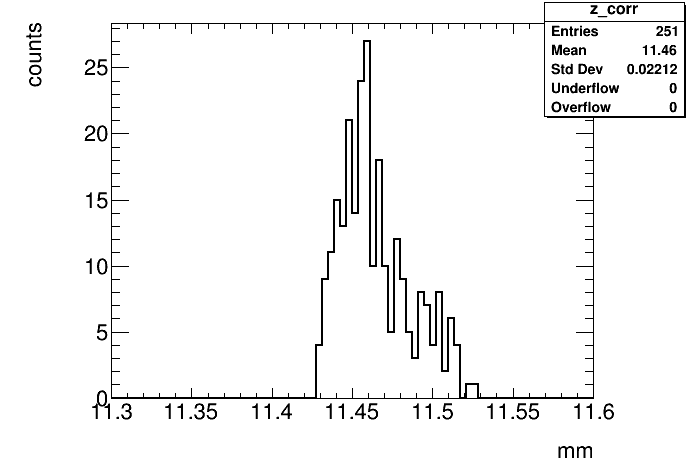 z_corr
Entries 251
Mean 11.46
Std Dev 0.02212
Underflow 0
Overflow 0
counts
25
20
15
10
5
0
11.3 11.35 11.4 11.45 11.5 11.55 11.6
mm